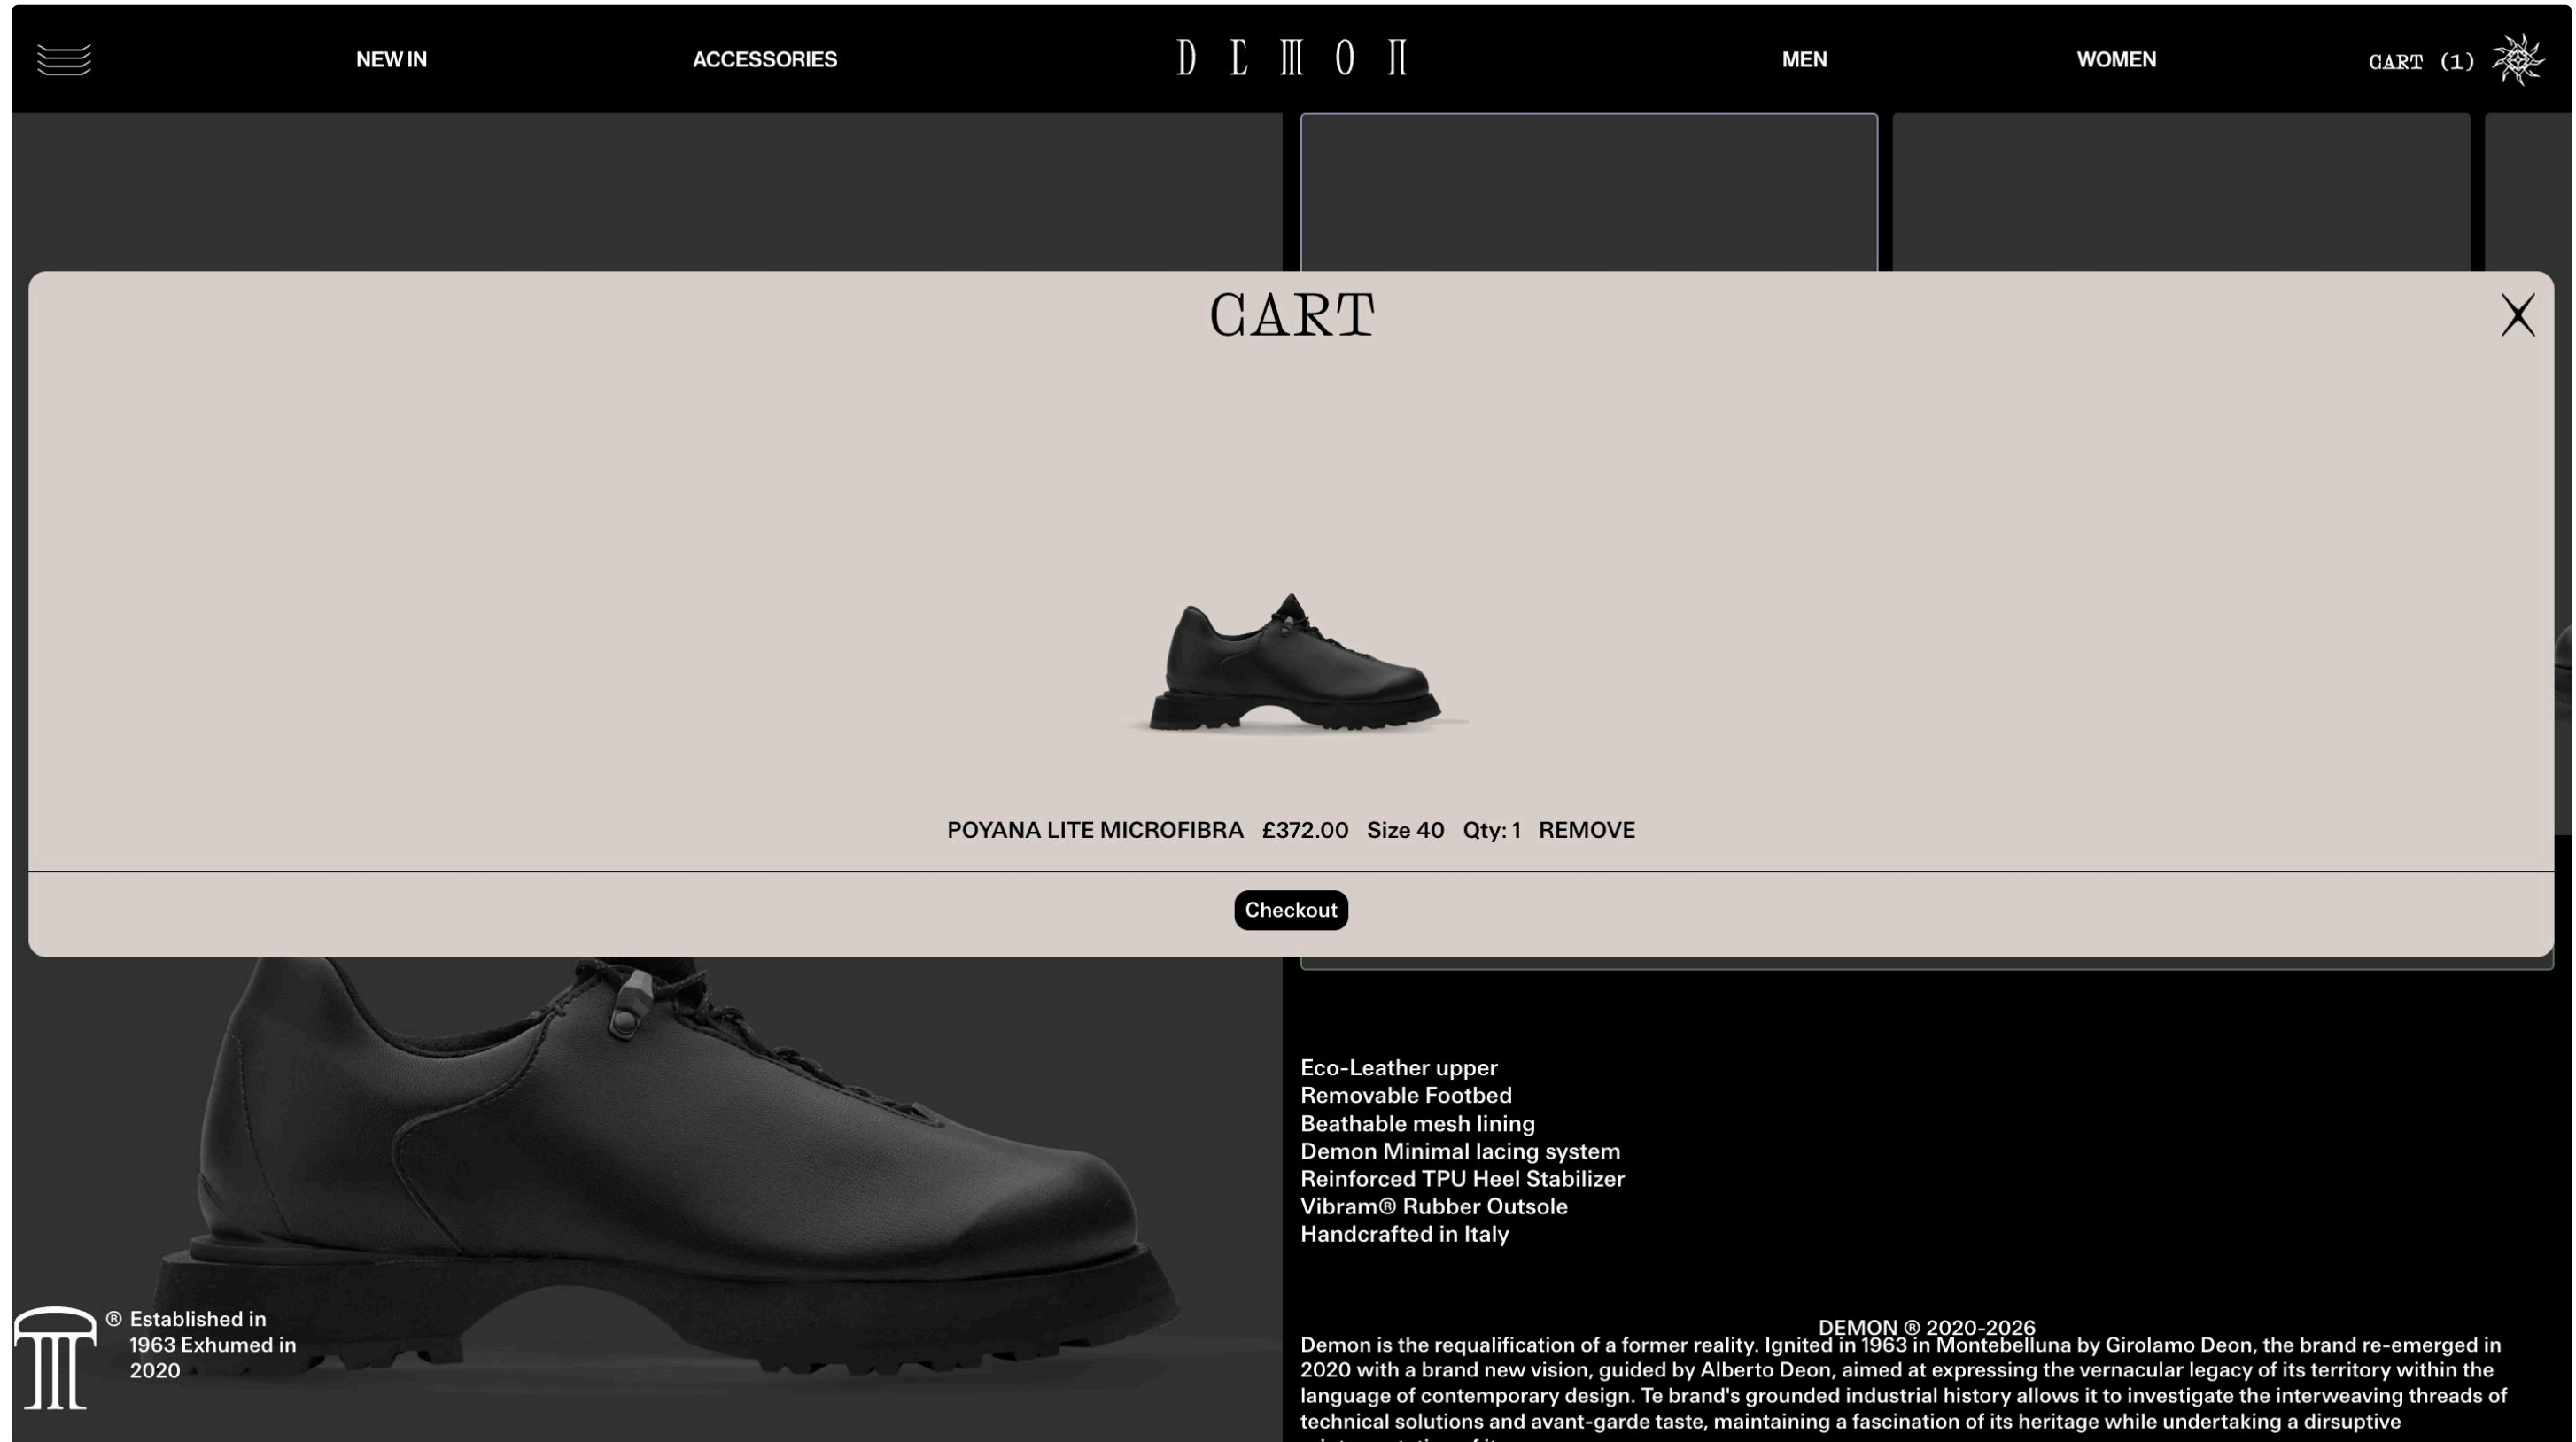 NEW IN
ACCESSORIES
DEMON
MEN
WOMEN
CART (1)
CART
POYANA LITE MICROFIBRA £372.00 Size 40 Qty: 1 REMOVE
Checkout
Eco-Leather upper
Removable Footbed
Beathable mesh lining
Demon Minimal lacing system
Reinforced TPU Heel Stabilizer
Vibram® Rubber Outsole
Handcrafted in Italy
® Established in
1963 Exhumed in
2020
DEMON ® 2020-2026
Demon is the requalification of a former reality. Ignited in 1963 in Montebelluna by Girolamo Deon, the brand re-emerged in
2020 with a brand new vision, guided by Alberto Deon, aimed at expressing the vernacular legacy of its territory within the
language of contemporary design. Te brand's grounded industrial history allows it to investigate the interweaving threads of
technical solutions and avant-garde taste, maintaining a fascination of its heritage while undertaking a dirsuptive